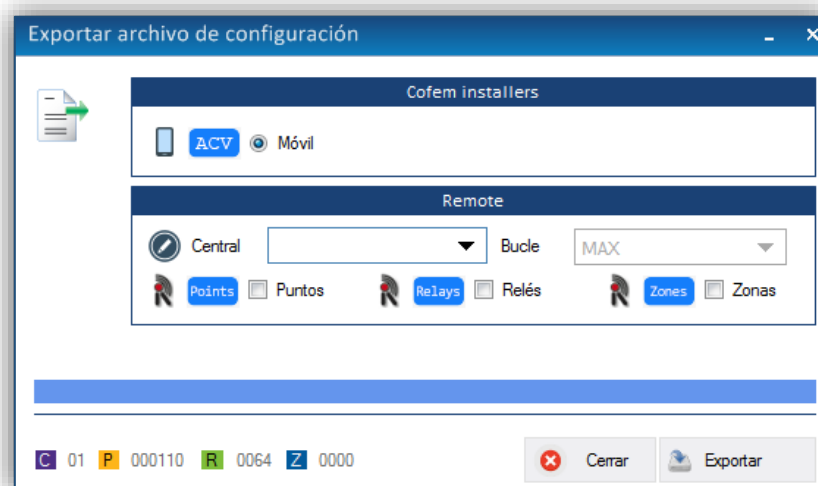 Exportar archivo de configuración
Cofem installers
ACV Móvil
Remote
Central Bucle MAX
Points Puntos Relays Relés Zones Zonas
C 01 P 000110 R 0064 Z 0000 Cerrar Exportar